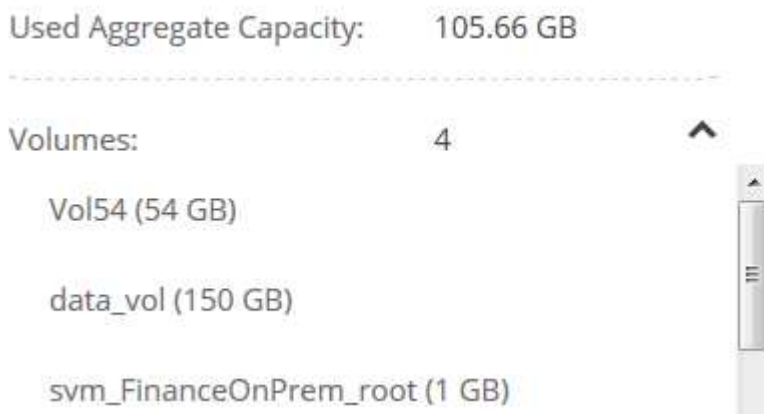 Used Aggregate Capacity: 105.66 GB
Volumes: 4
Vol54 (54 GB)
data_vol (150 GB)
svm_FinanceOnPrem_root (1 GB)